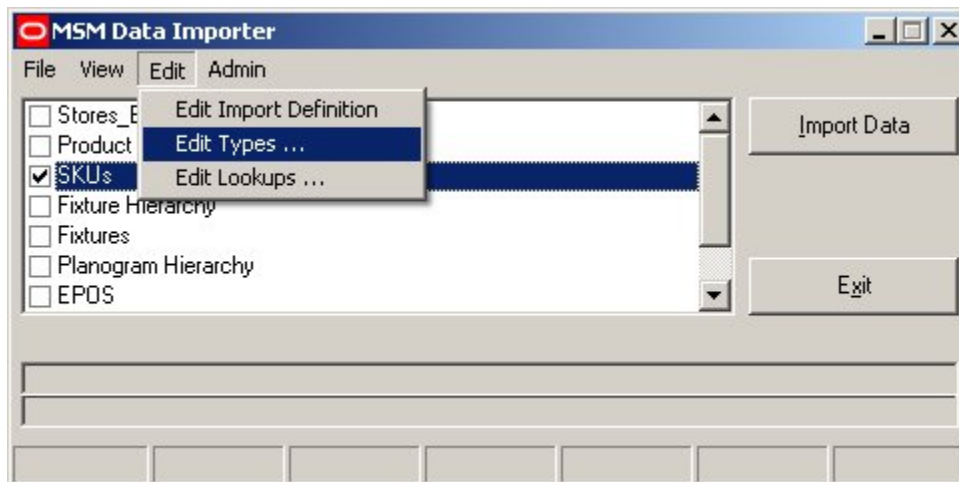 MSM Data Importer
File View Edit Admin
Edit Import Definition
Edit Types ...
Edit Lookups ...
Stores_
Product
SKUs
Fixture Hierarchy
Fixtures
Planogram Hierarchy
EPOS
Import Data
Exit